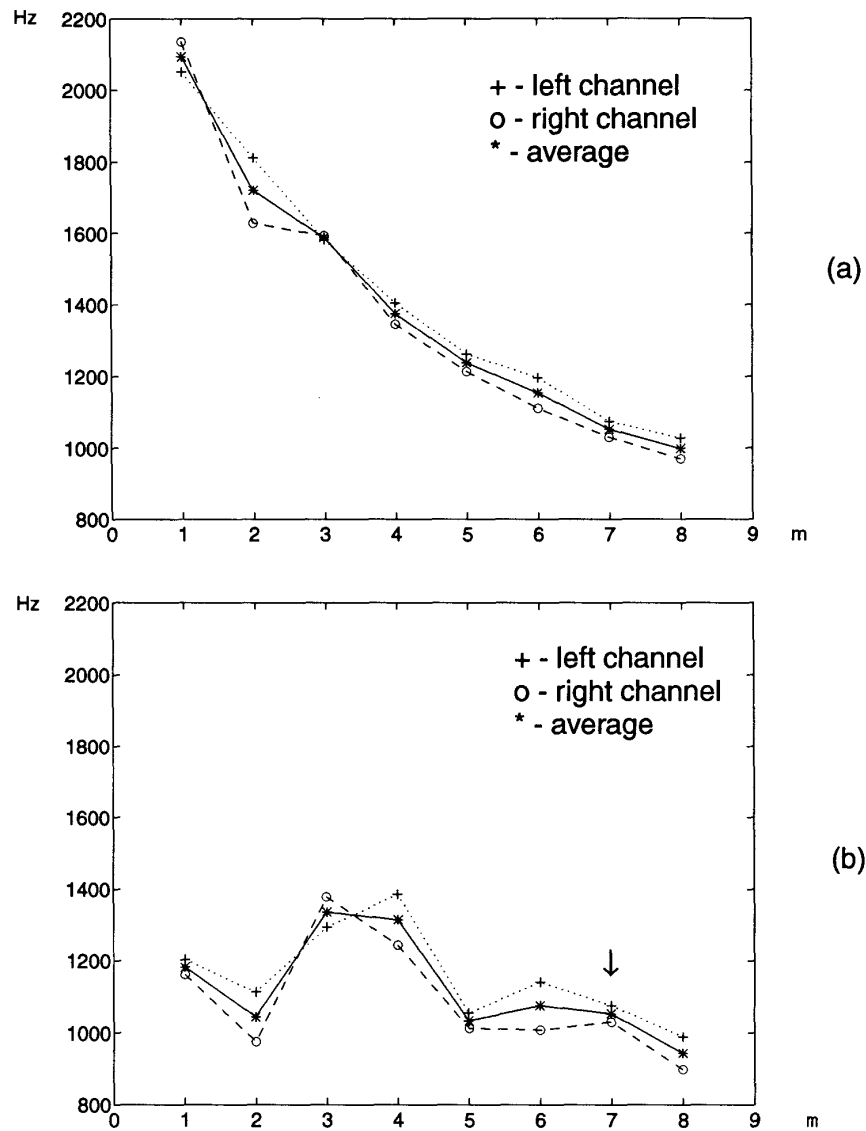 Hz
2200
2000
1800
1600
1400
1200
1000
800
+ - left channel
o - right channel
* - average
(a)
0 1 2 3 4 5 6 7 8 9 m
Hz
2200
2000
1800
1600
1400
1200
1000
800
+ - left channel
o - right channel
* - average
(b)
↓
0 1 2 3 4 5 6 7 8 9 m